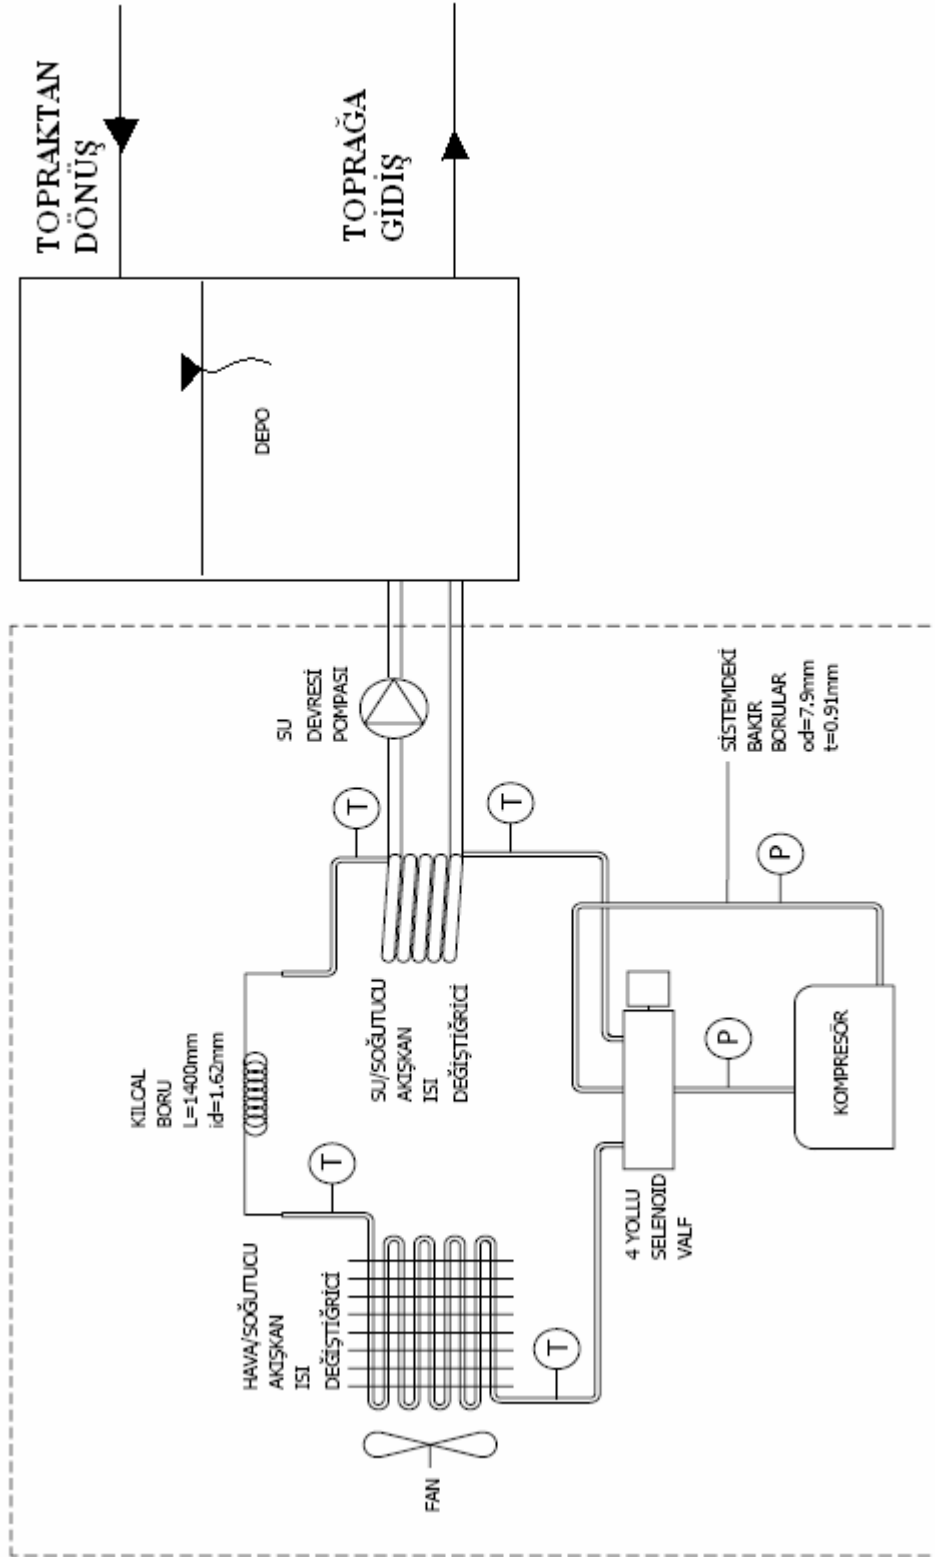 TOPRAKTAN
DÖNÜŞ
TOPRAĞA
GİDİŞ
DEPO
SU
DEVRESİ
POMPASI
T
T
KILCAL
BORU
L=1400mm
id=1.62mm
SU/SOĞUTUCU
AKIŞKAN
ISI
DEĞİŞTİĞRİCİ
SİSTEMDEKİ
BAKIR
BORULAR
od=7.9mm
t=0.91mm
P
P
KOMPRESÖR
4 YOLLU
SELENOID
VALF
T
T
HAVA/SOĞUTUCU
AKIŞKAN
ISI
DEĞİŞTİĞRİCİ
FAN